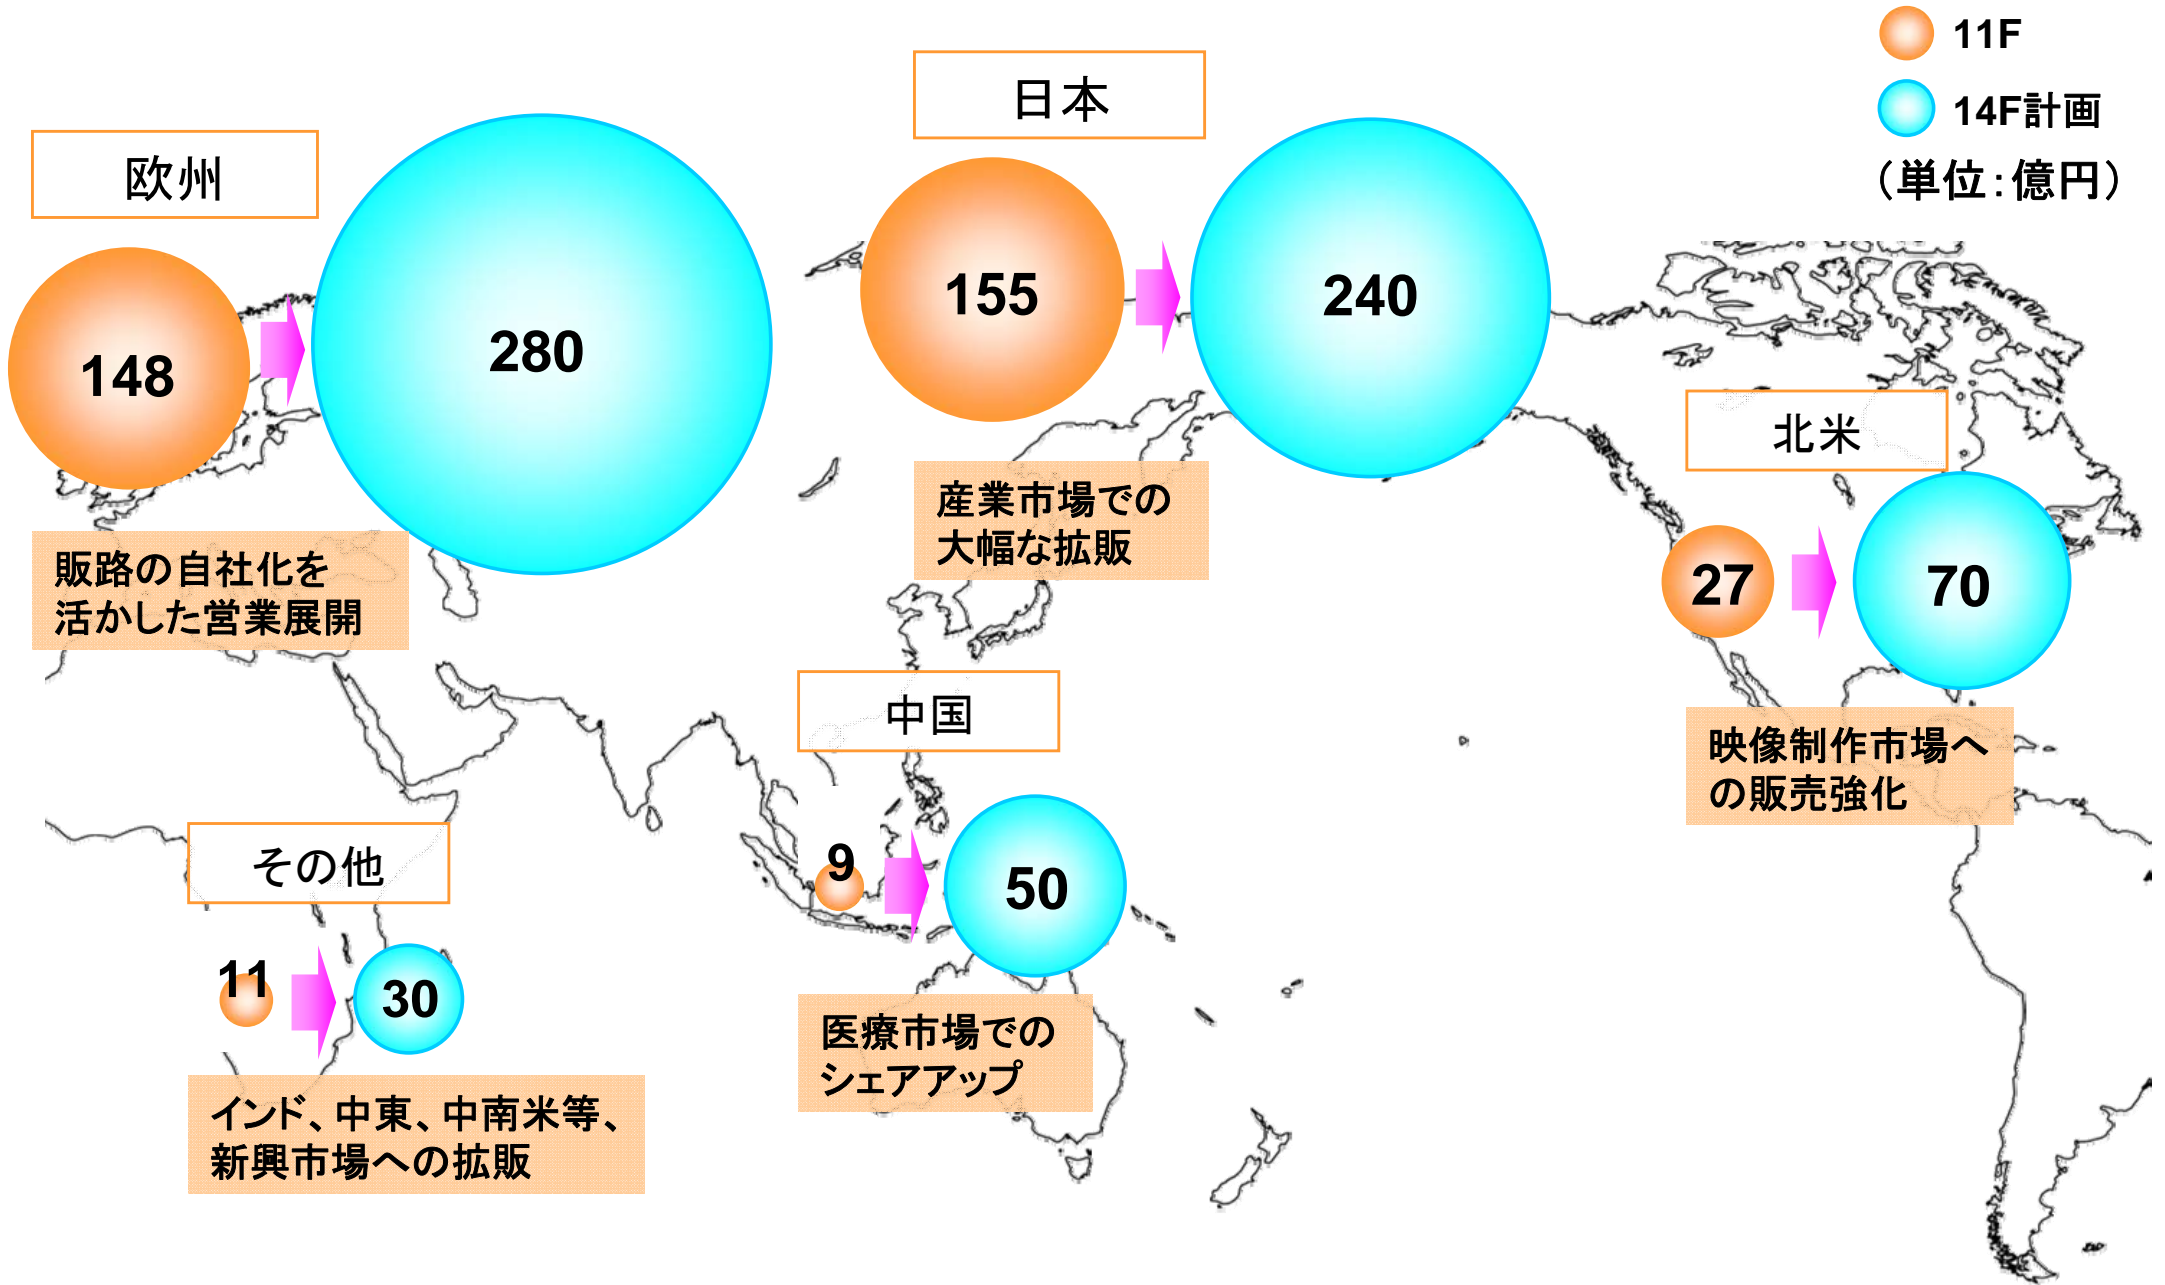 11F
14F計画
（単位：億円）
欧州
148
280
販路の自社化を
活かした営業展開
日本
155
240
産業市場での
大幅な拡販
北米
27
70
映像制作市場へ
の販売強化
中国
9
50
医療市場での
シェアアップ
その他
11
30
インド、中東、中南米等、
新興市場への拡販